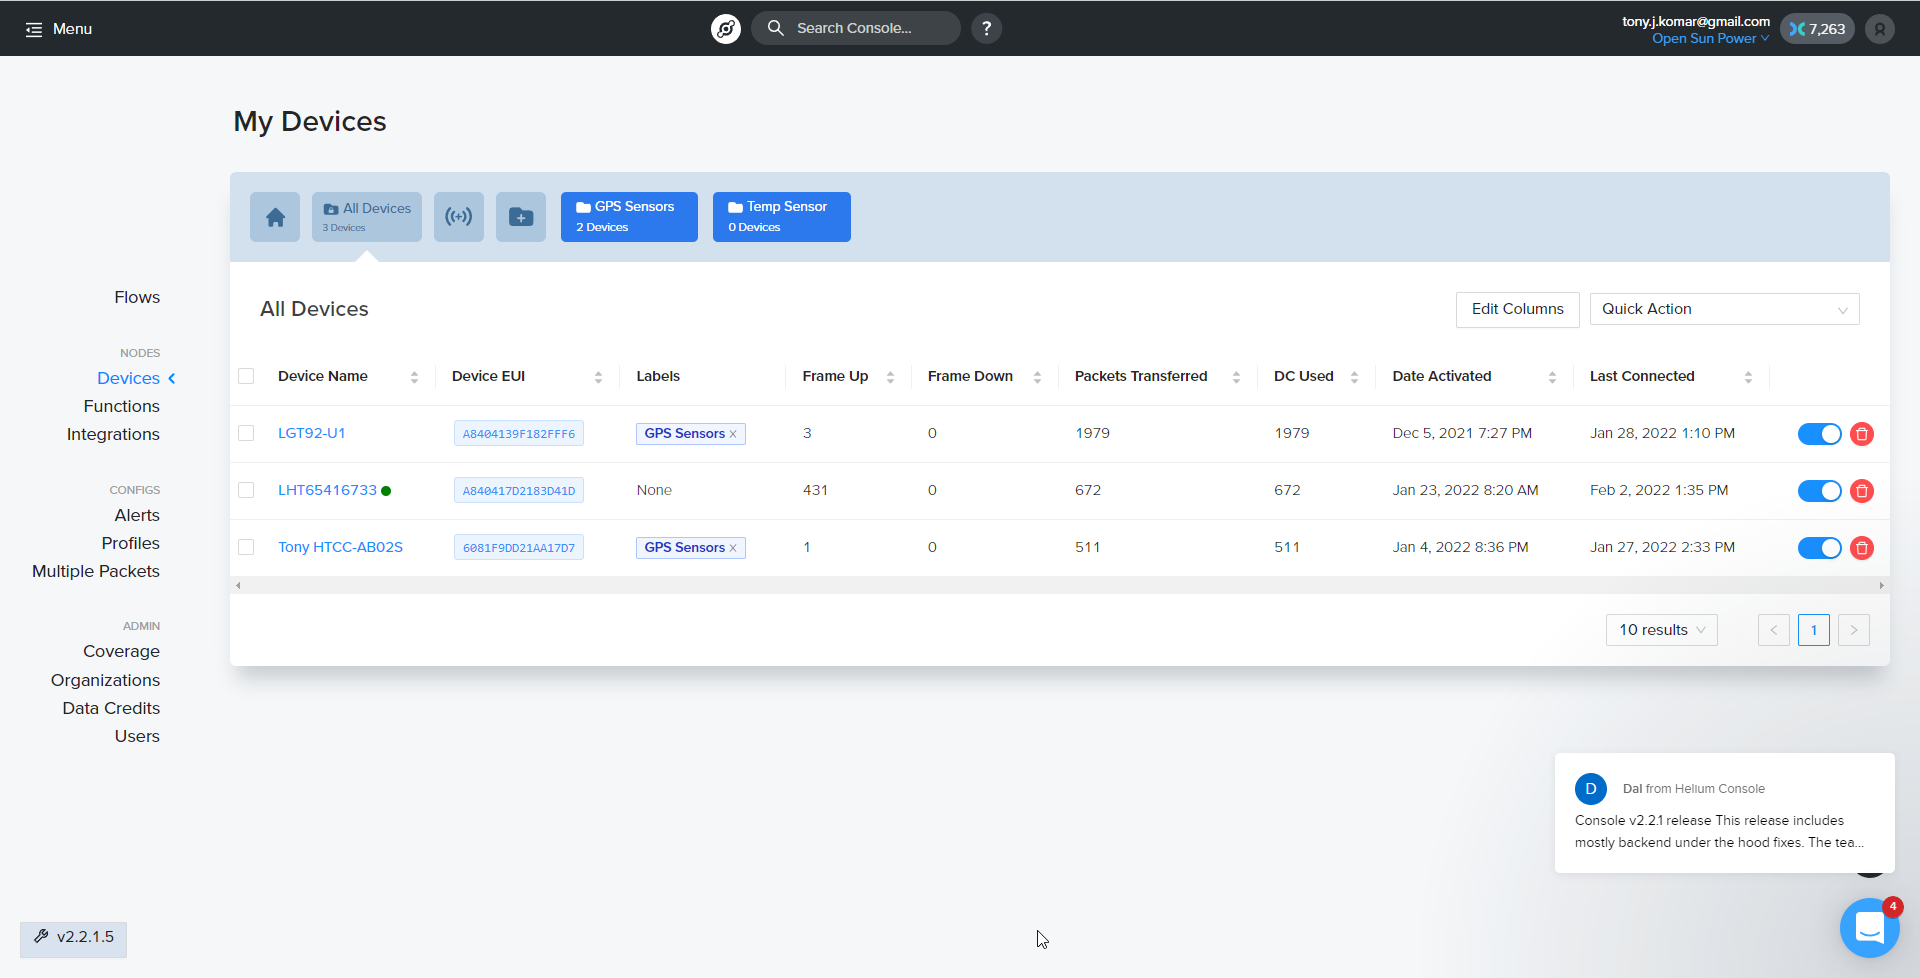 Menu
Search Console...
?
tony.j.komar@gmail.com
Open Sun Power
7,263
My Devices
All Devices
3 Devices
GPS Sensors
2 Devices
Temp Sensor
0 Devices
Flows
NODES
Devices
Functions
Integrations
CONFIGS
Alerts
Profiles
Multiple Packets
ADMIN
Coverage
Organizations
Data Credits
Users
All Devices
Edit Columns
Quick Action
Device Name Device EUI Labels Frame Up Frame Down Packets Transferred DC Used Date Activated Last Connected
LGT92-U1 A8404139F182FFF6 GPS Sensors x 3 0 1979 1979 Dec 5, 2021 7:27 PM Jan 28, 2022 1:10 PM
LHT65416733 A840417D2183D41D None 431 0 672 672 Jan 23, 2022 8:20 AM Feb 2, 2022 1:35 PM
Tony HTCC-AB02S 6081F9DD21AA17D7 GPS Sensors x 1 0 511 511 Jan 4, 2022 8:36 PM Jan 27, 2022 2:33 PM
10 results < 1 >
D
Dal from Helium Console
Console v2.2.1 release This release includes
mostly backend under the hood fixes. The tea...
4
v2.2.1.5